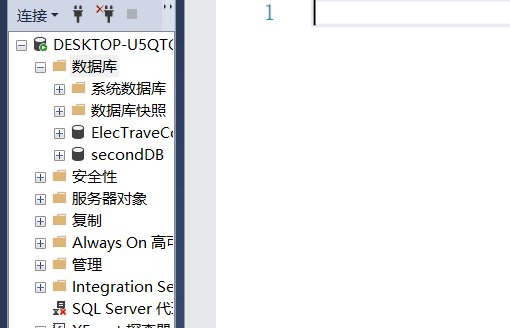 连接
1
DESKTOP-U5QTC
数据库
系统数据库
数据库快照
ElecTraveCo
secondDB
安全性
服务器对象
复制
Always On 高可
管理
Integration Se
SQL Server 代理